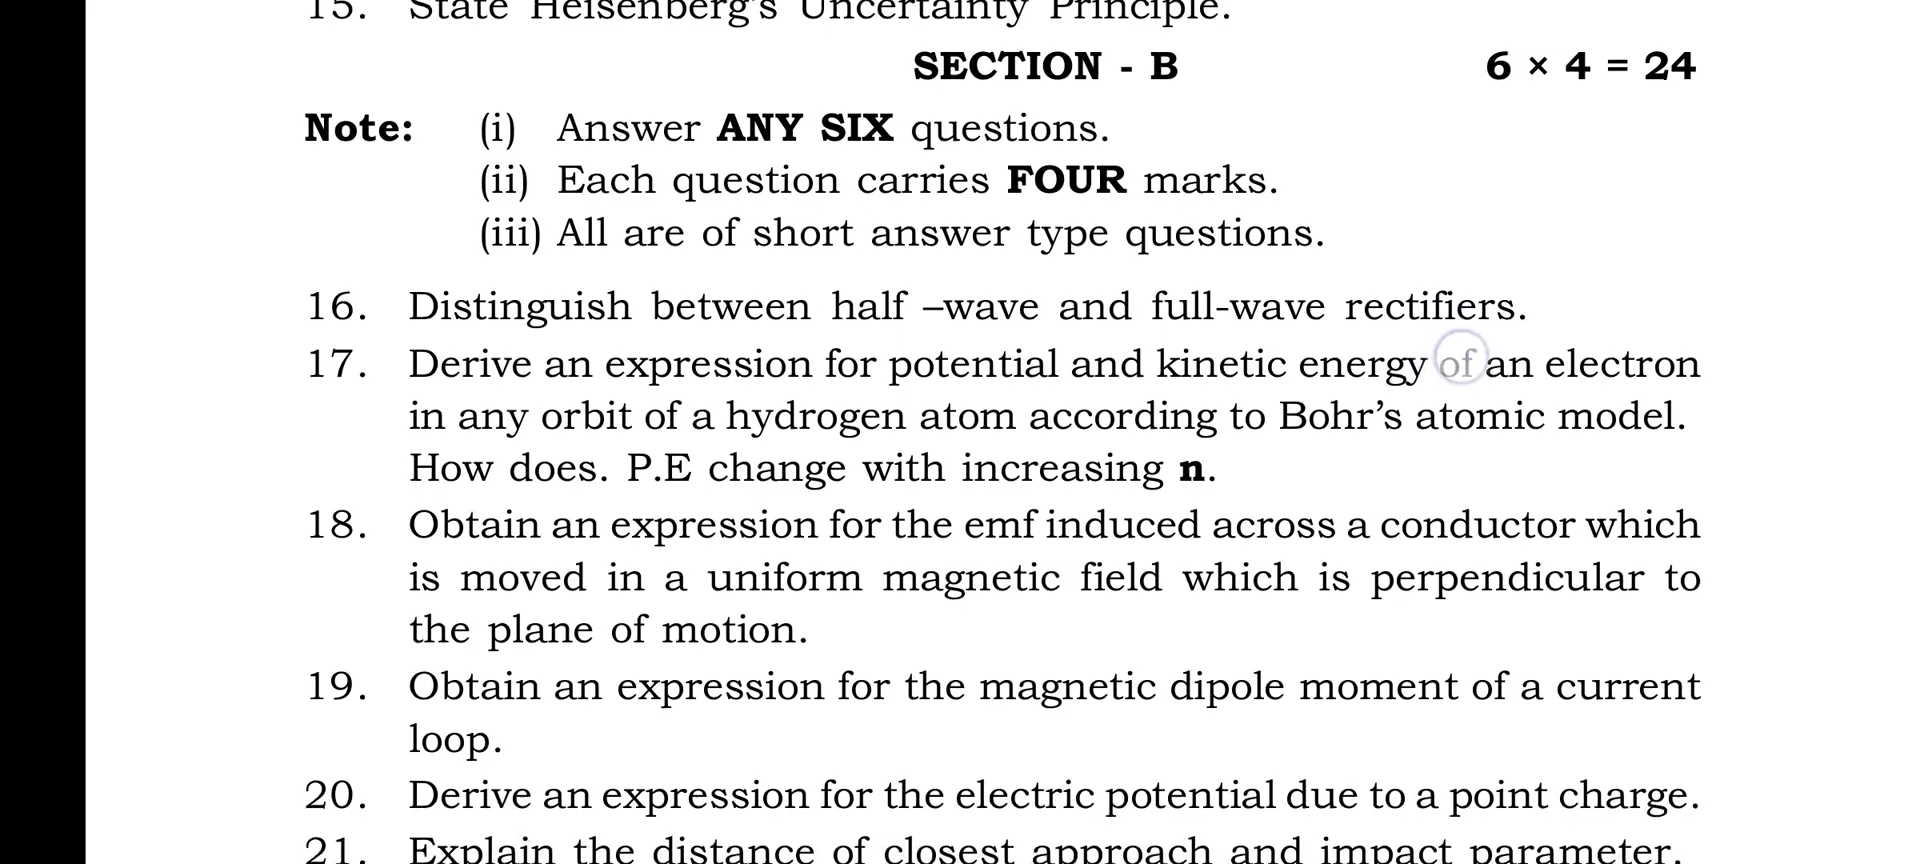 15. State Heisenberg's Uncertainty Principle.
SECTION - B 6 × 4 = 24
Note: (i) Answer ANY SIX questions.
(ii) Each question carries FOUR marks.
(iii) All are of short answer type questions.
16. Distinguish between half –wave and full-wave rectifiers.
17. Derive an expression for potential and kinetic energy of an electron
in any orbit of a hydrogen atom according to Bohr's atomic model.
How does. P.E change with increasing n.
18. Obtain an expression for the emf induced across a conductor which
is moved in a uniform magnetic field which is perpendicular to
the plane of motion.
19. Obtain an expression for the magnetic dipole moment of a current
loop.
20. Derive an expression for the electric potential due to a point charge.
21. Explain the distance of closest approach and impact parameter.